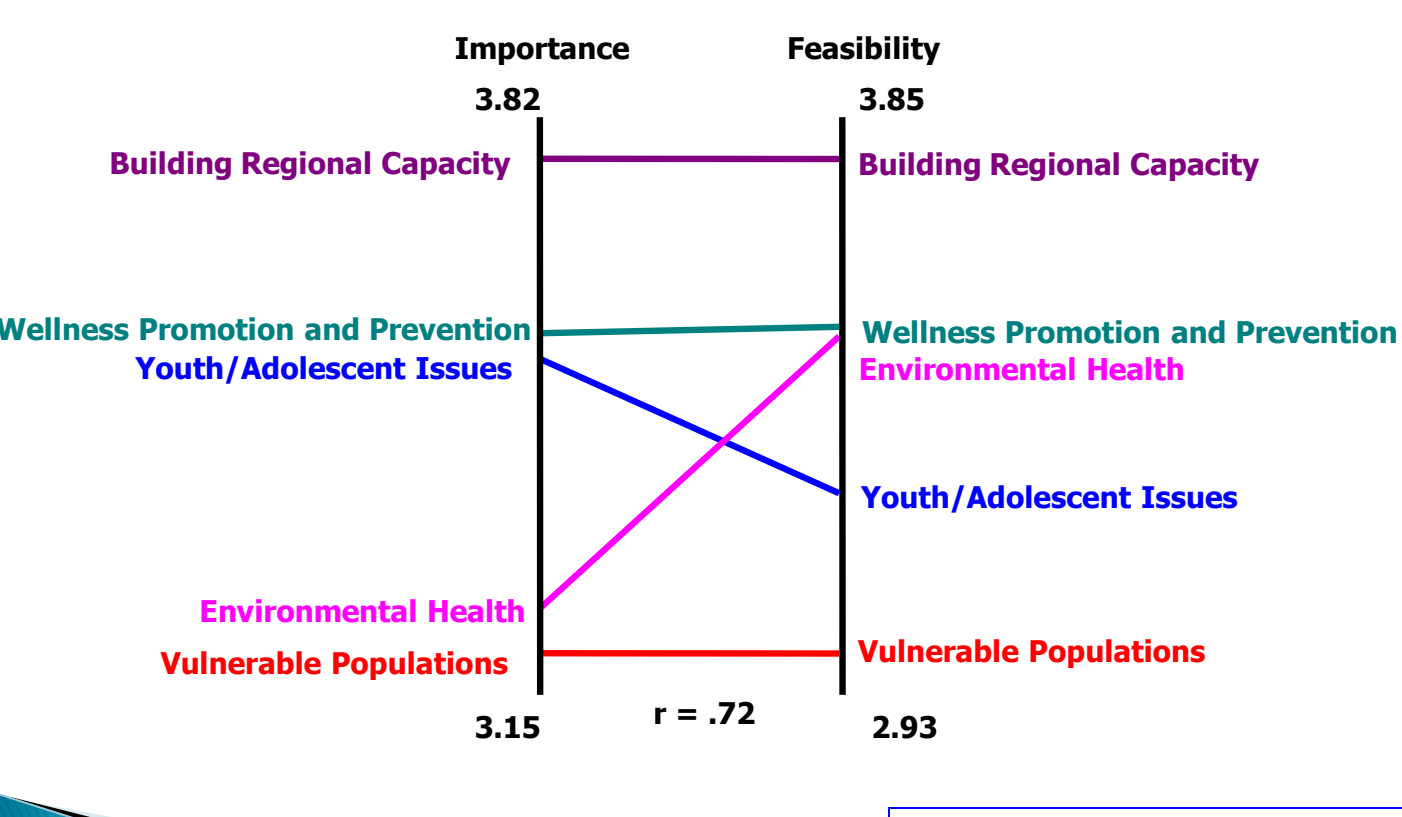 Importance Feasibility
3.82 3.85
Building Regional Capacity Building Regional Capacity
Wellness Promotion and Prevention Wellness Promotion and Prevention
Youth/Adolescent Issues Environmental Health
Youth/Adolescent Issues
Environmental Health
Vulnerable Populations Vulnerable Populations
r = .72
3.15 2.93